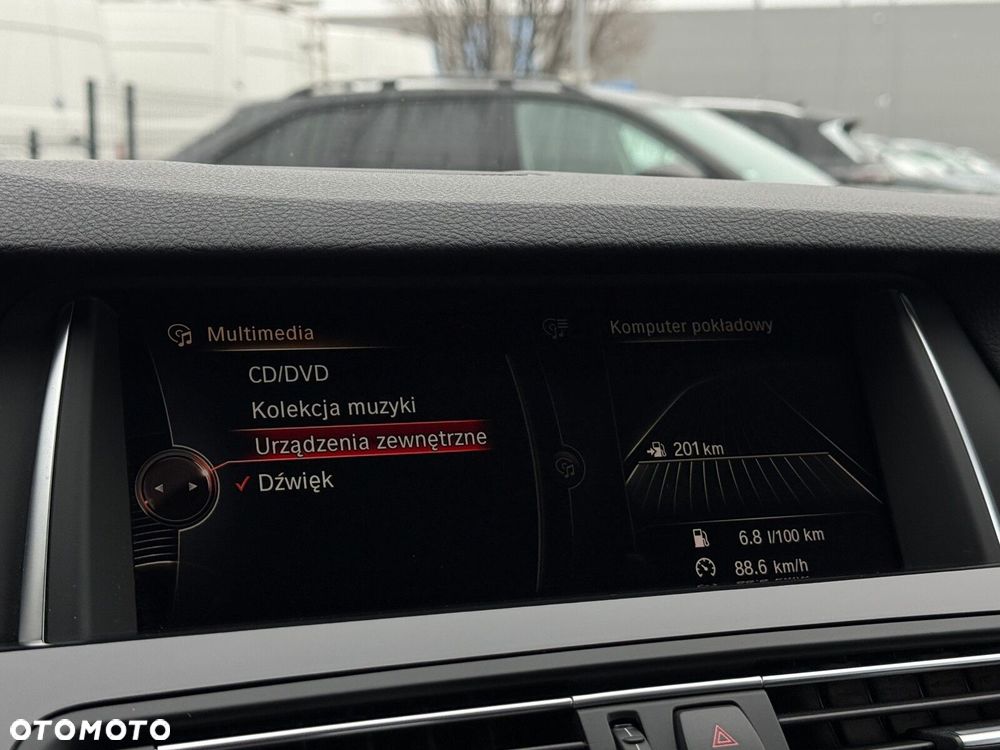 Multimedia
CD/DVD
Kolekcja muzyki
Urządzenia zewnętrzne
Dźwięk
Komputer pokładowy
201 km
6.8 l/100 km
88.6 km/h
OTOMOTO